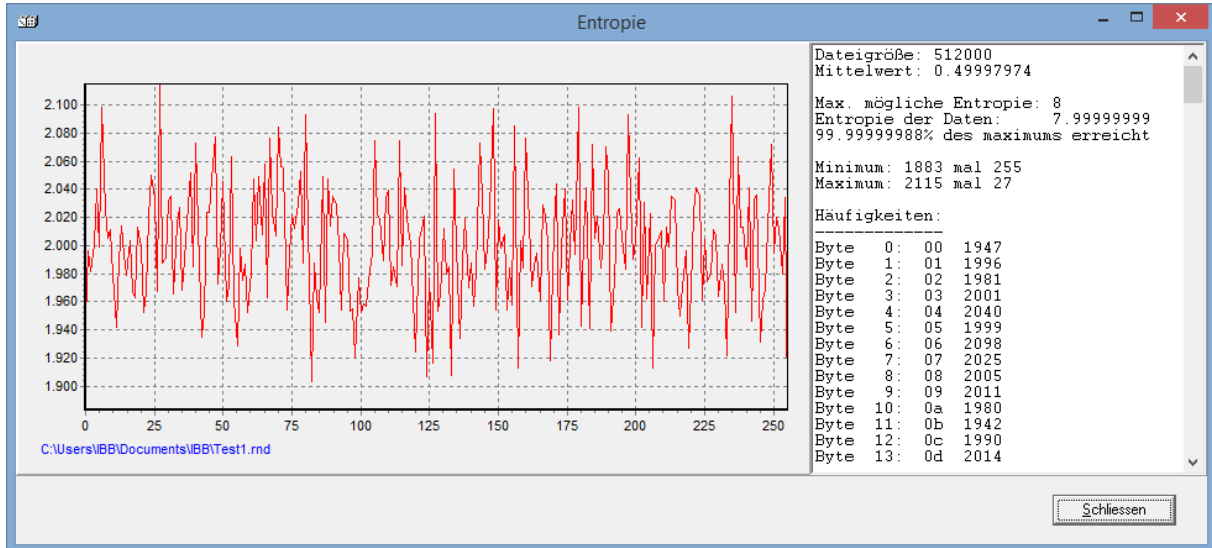 Entropie
2.100
2.080
2.060
2.040
2.020
2.000
1.980
1.960
1.940
1.920
1.900
0 25 50 75 100 125 150 175 200 225 250
C:\Users\IBB\Documents\IBB\Test1.rnd
Dateigröße: 512000
Mittelwert: 0.49997974
Max. mögliche Entropie: 8
Entropie der Daten: 7.99999999
99.99999988% des maximums erreicht
Minimum: 1883 mal 255
Maximum: 2115 mal 27
Häufigkeiten:
-------------
Byte 0: 00 1947
Byte 1: 01 1996
Byte 2: 02 1981
Byte 3: 03 2001
Byte 4: 04 2040
Byte 5: 05 1999
Byte 6: 06 2098
Byte 7: 07 2025
Byte 8: 08 2005
Byte 9: 09 2011
Byte 10: 0a 1980
Byte 11: 0b 1942
Byte 12: 0c 1990
Byte 13: 0d 2014
Schliessen